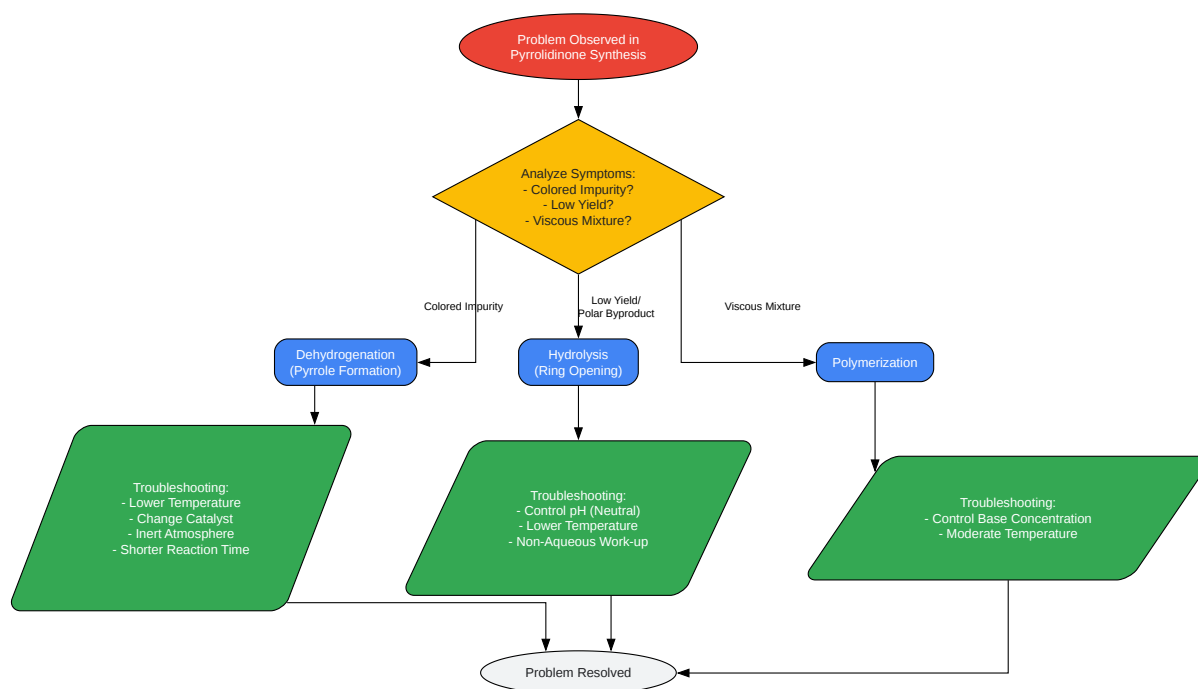 Problem Observed in
Pyrrolidinone Synthesis
Analyze Symptoms:
- Colored Impurity?
- Low Yield?
- Viscous Mixture?
Colored Impurity
Low Yield/
Polar Byproduct
Viscous Mixture
Dehydrogenation
(Pyrrole Formation)
Hydrolysis
(Ring Opening)
Polymerization
Troubleshooting:
- Lower Temperature
- Change Catalyst
- Inert Atmosphere
- Shorter Reaction Time
Troubleshooting:
- Control pH (Neutral)
- Lower Temperature
- Non-Aqueous Work-up
Troubleshooting:
- Control Base Concentration
- Moderate Temperature
Problem Resolved